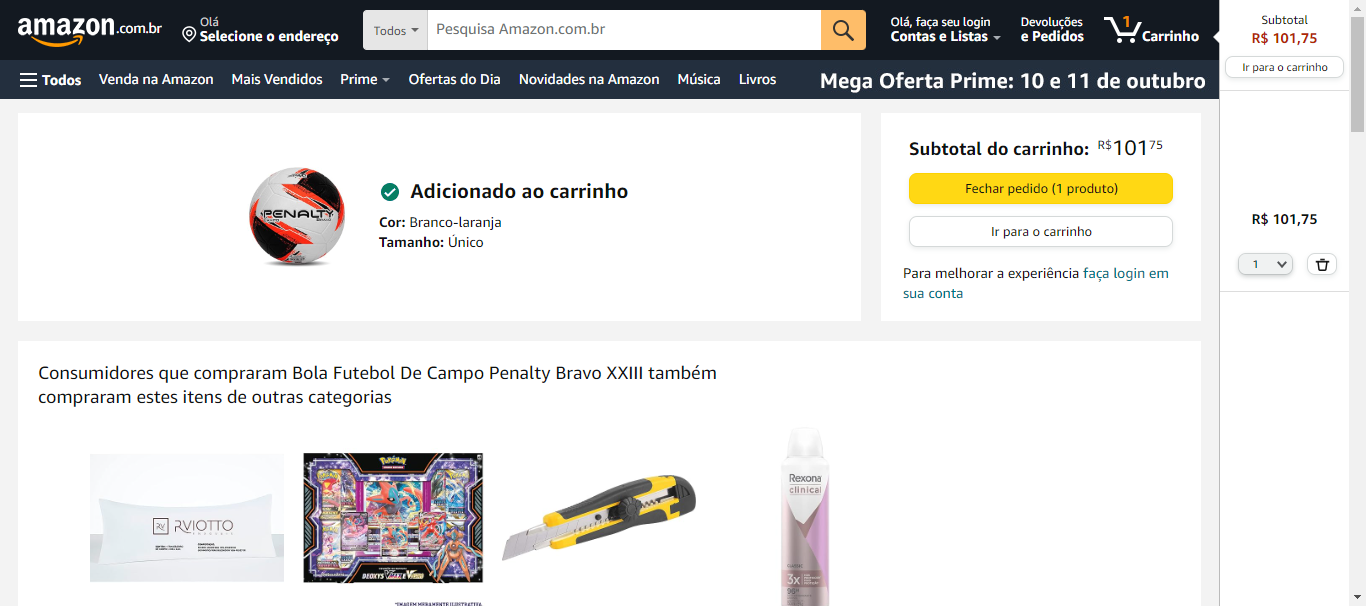 amazon.com.br
Olá
Selecione o endereço
Todos
Pesquisa Amazon.com.br
Olá, faça seu login
Contas e Listas
Devoluções
e Pedidos
1
Carrinho
Subtotal
R$ 101,75
Ir para o carrinho
Todos
Venda na Amazon
Mais Vendidos
Prime
Ofertas do Dia
Novidades na Amazon
Música
Livros
Mega Oferta Prime: 10 e 11 de outubro
PENALTY
Adicionado ao carrinho
Cor: Branco-laranja
Tamanho: Único
Subtotal do carrinho: R$10175
Fechar pedido (1 produto)
Ir para o carrinho
Para melhorar a experiência faça login em
sua conta
R$ 101,75
1
Consumidores que compraram Bola Futebol De Campo Penalty Bravo XXIII também
compraram estes itens de outras categorias
RV RVIOTTO
Pokémon
DEOXYS VMAX E V-ASTRO
*IMAGEM MERAMENTE ILUSTRATIVA
Rexona
clinical
3x
96h